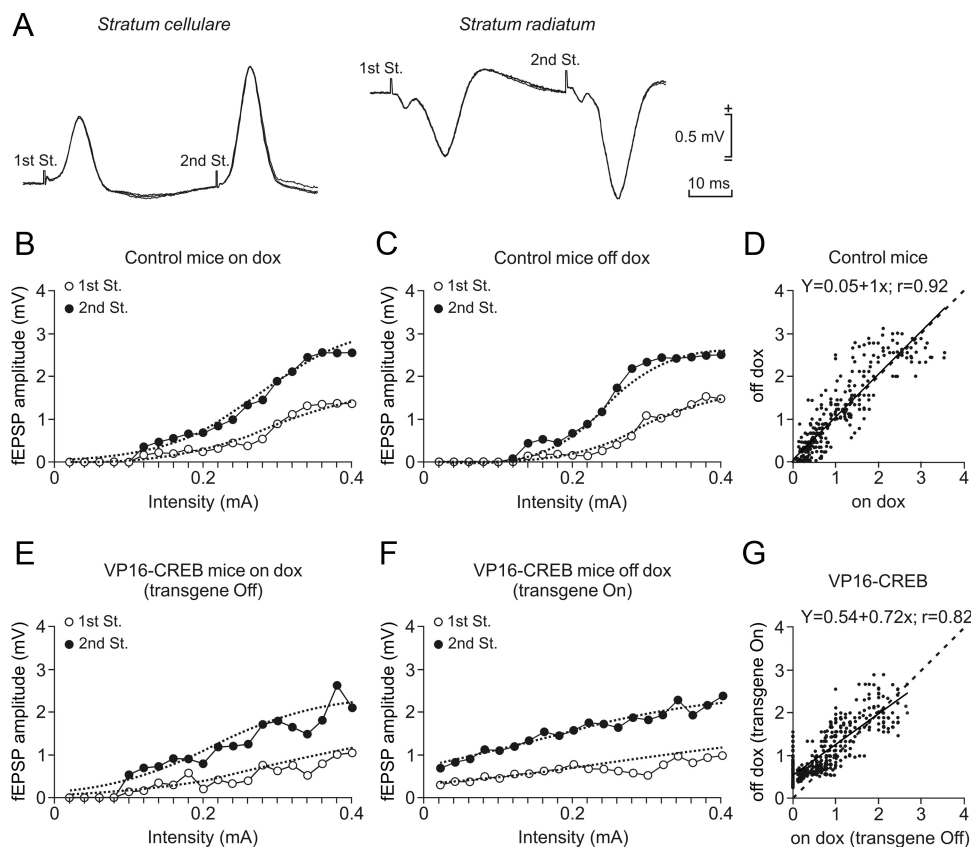 A
Stratum cellulare
Stratum radiatum
1st St.
2nd St.
1st St.
2nd St.
+
0.5 mV
=
10 ms
B
Control mice on dox
1st St.
2nd St.
fEPSP amplitude (mV)
4
3
2
1
0
0
0.2
0.4
Intensity (mA)
C
Control mice off dox
1st St.
2nd St.
fEPSP amplitude (mV)
4
3
2
1
0
0.2
0.4
Intensity (mA)
D
Control mice
Y=0.05+1x; r=0.92
off dox
4
3
2
1
0
0
1
2
3
4
on dox
E
VP16-CREB mice on dox
(transgene Off)
1st St.
2nd St.
fEPSP amplitude (mV)
4
3
2
1
0
0
0.2
0.4
Intensity (mA)
F
VP16-CREB mice off dox
(transgene On)
1st St.
2nd St.
fEPSP amplitude (mV)
4
3
2
1
0
0.2
0.4
Intensity (mA)
G
VP16-CREB
Y=0.54+0.72x; r=0.82
off dox (transgene On)
4
3
2
1
0
0
1
2
3
4
on dox (transgene Off)